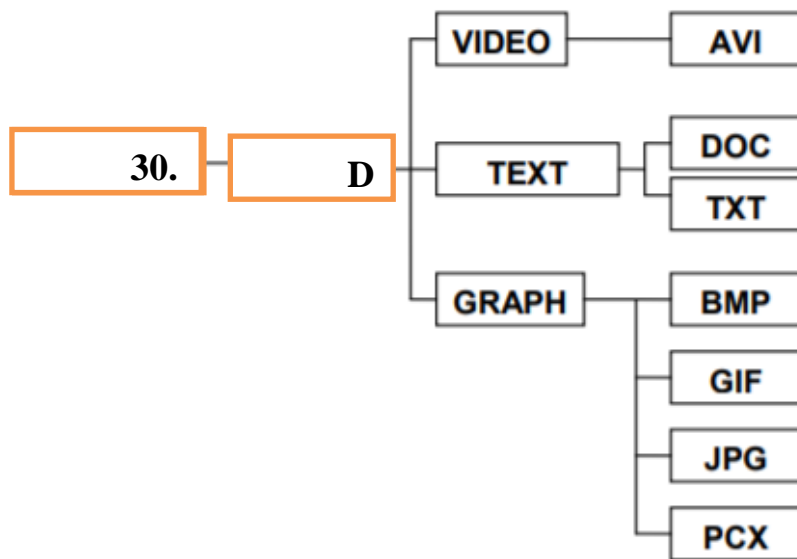 VIDEO AVI
DOC
30. D TEXT
TXT
GRAPH BMP
GIF
JPG
PCX